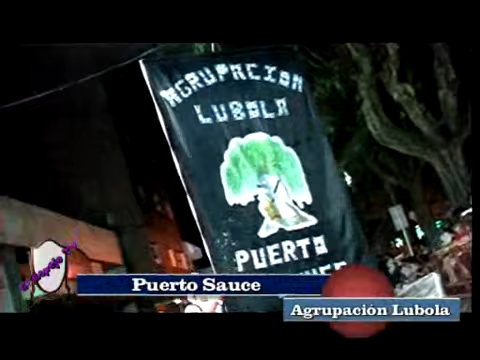 AGRUPACION
LUBOLA
PUERTO
Puerto Sauce
Agrupación Lubola